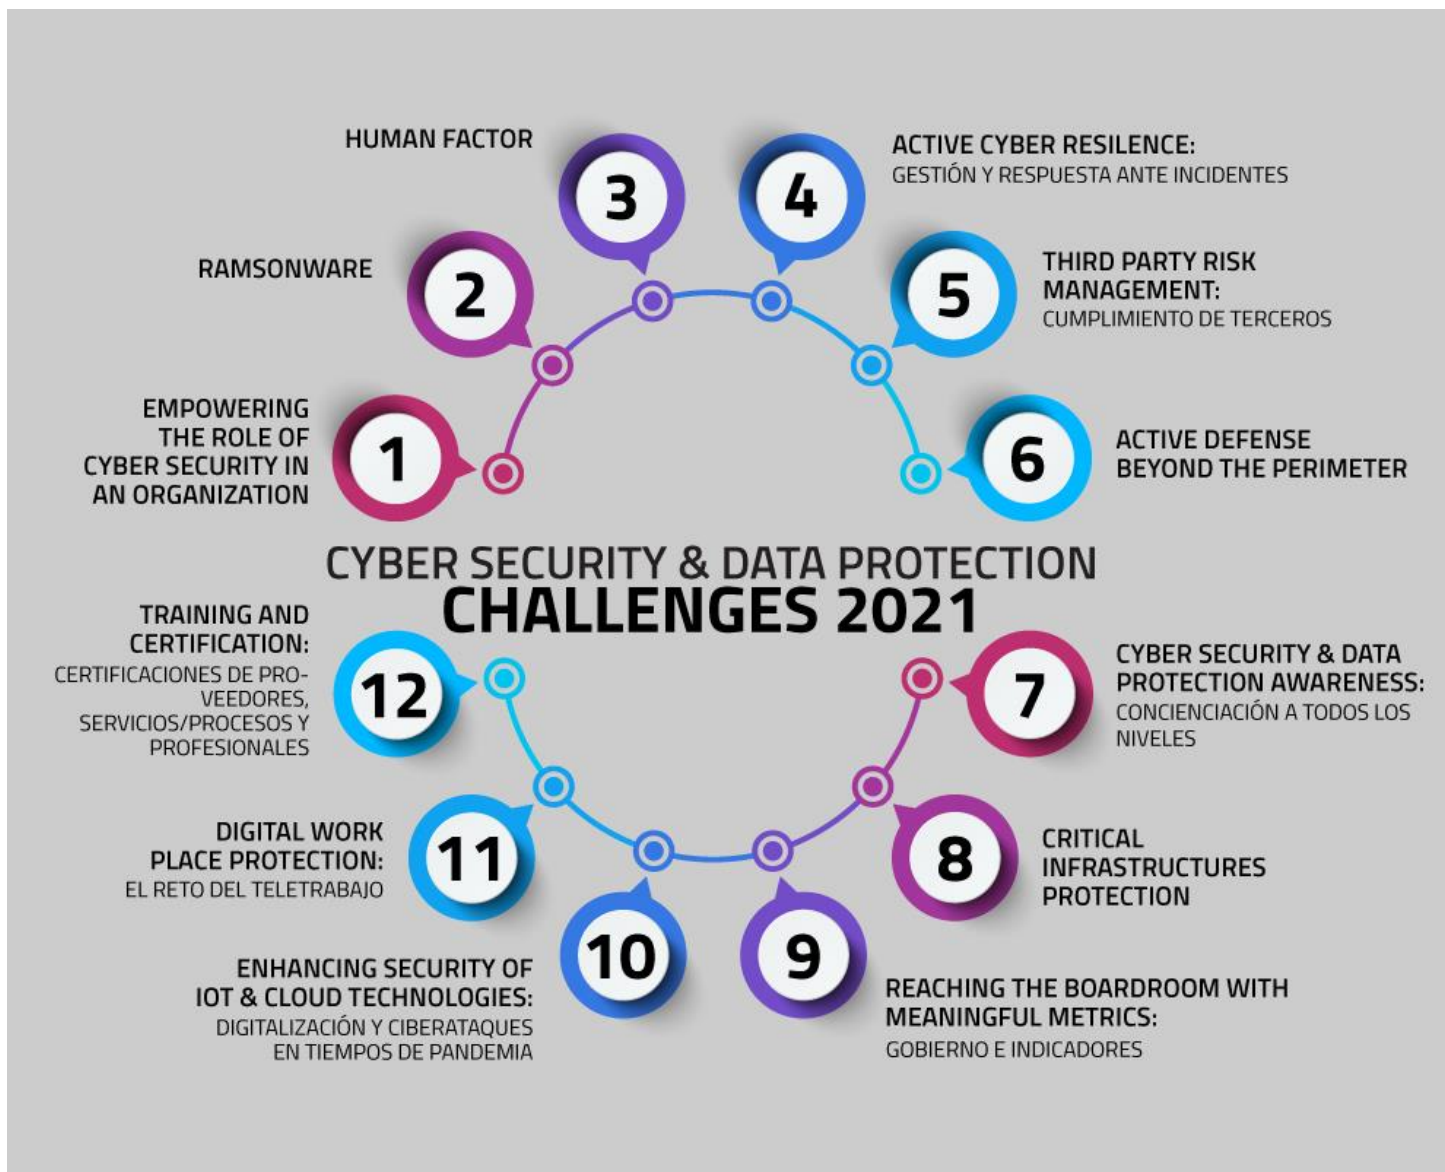 HUMAN FACTOR
3
4
ACTIVE CYBER RESILENCE:
GESTIÓN Y RESPUESTA ANTE INCIDENTES
RAMSONWARE
2
5
THIRD PARTY RISK
MANAGEMENT:
CUMPLIMIENTO DE TERCEROS
EMPOWERING
THE ROLE OF
CYBER SECURITY IN
AN ORGANIZATION
1
6
ACTIVE DEFENSE
BEYOND THE PERIMETER
CYBER SECURITY & DATA PROTECTION
CHALLENGES 2021
TRAINING AND
CERTIFICATION:
CERTIFICACIONES DE PRO-
VEEDORES,
SERVICIOS/PROCESOS Y
PROFESIONALES
12
7
CYBER SECURITY & DATA
PROTECTION AWARENESS:
CONCIENCIACIÓN A TODOS LOS
NIVELES
DIGITAL WORK
PLACE PROTECTION:
EL RETO DEL TELETRABAJO
11
8
CRITICAL
INFRASTRUCTURES
PROTECTION
ENHANCING SECURITY OF
IOT & CLOUD TECHNOLOGIES:
DIGITALIZACIÓN Y CIBERATAQUES
EN TIEMPOS DE PANDEMIA
10
9
REACHING THE BOARDROOM WITH
MEANINGFUL METRICS:
GOBIERNO E INDICADORES